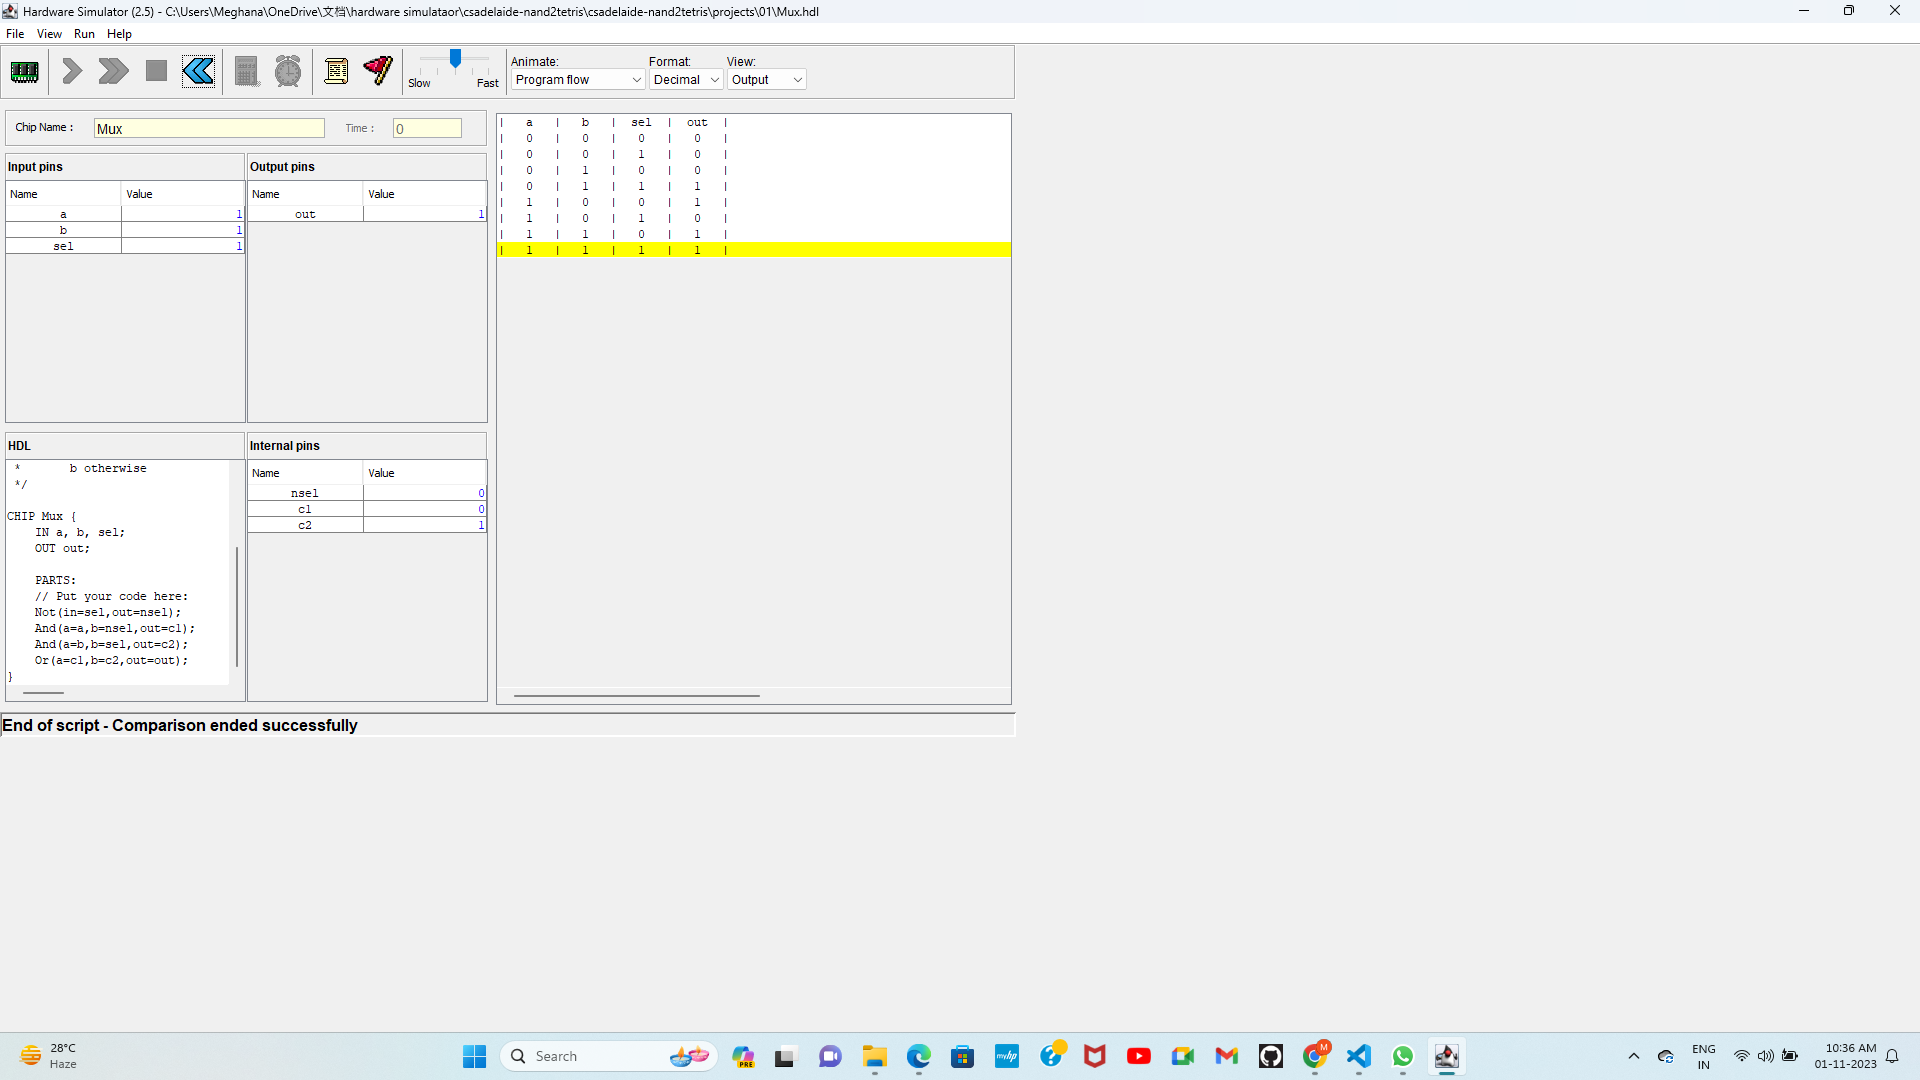 Hardware Simulator (2.5) - C:\Users\Meghana\OneDrive\文档\hardware simulataor\csadelaide-nand2tetris\csadelaide-nand2tetris\projects\01\Mux.hdl
File View Run Help
Animate: Format: View:
Slow Fast Program flow Decimal Output
Chip Name : Mux Time : 0
Input pins
Name Value
a 1
b 1
sel 1
Output pins
Name Value
out 1
| a | b | sel | out |
| 0 | 0 | 0 | 0 |
| 0 | 0 | 1 | 0 |
| 0 | 1 | 0 | 0 |
| 0 | 1 | 1 | 1 |
| 1 | 0 | 0 | 1 |
| 1 | 0 | 1 | 0 |
| 1 | 1 | 0 | 1 |
| 1 | 1 | 1 | 1 |
HDL
* b otherwise
*/
CHIP Mux {
IN a, b, sel;
OUT out;
PARTS:
// Put your code here:
Not(in=sel,out=nsel);
And(a=a,b=nsel,out=c1);
And(a=b,b=sel,out=c2);
Or(a=c1,b=c2,out=out);
}
Internal pins
Name Value
nsel 0
c1 0
c2 1
End of script - Comparison ended successfully
28°C
Haze
Search
PRE
myhp
M
ENG
IN
10:36 AM
01-11-2023